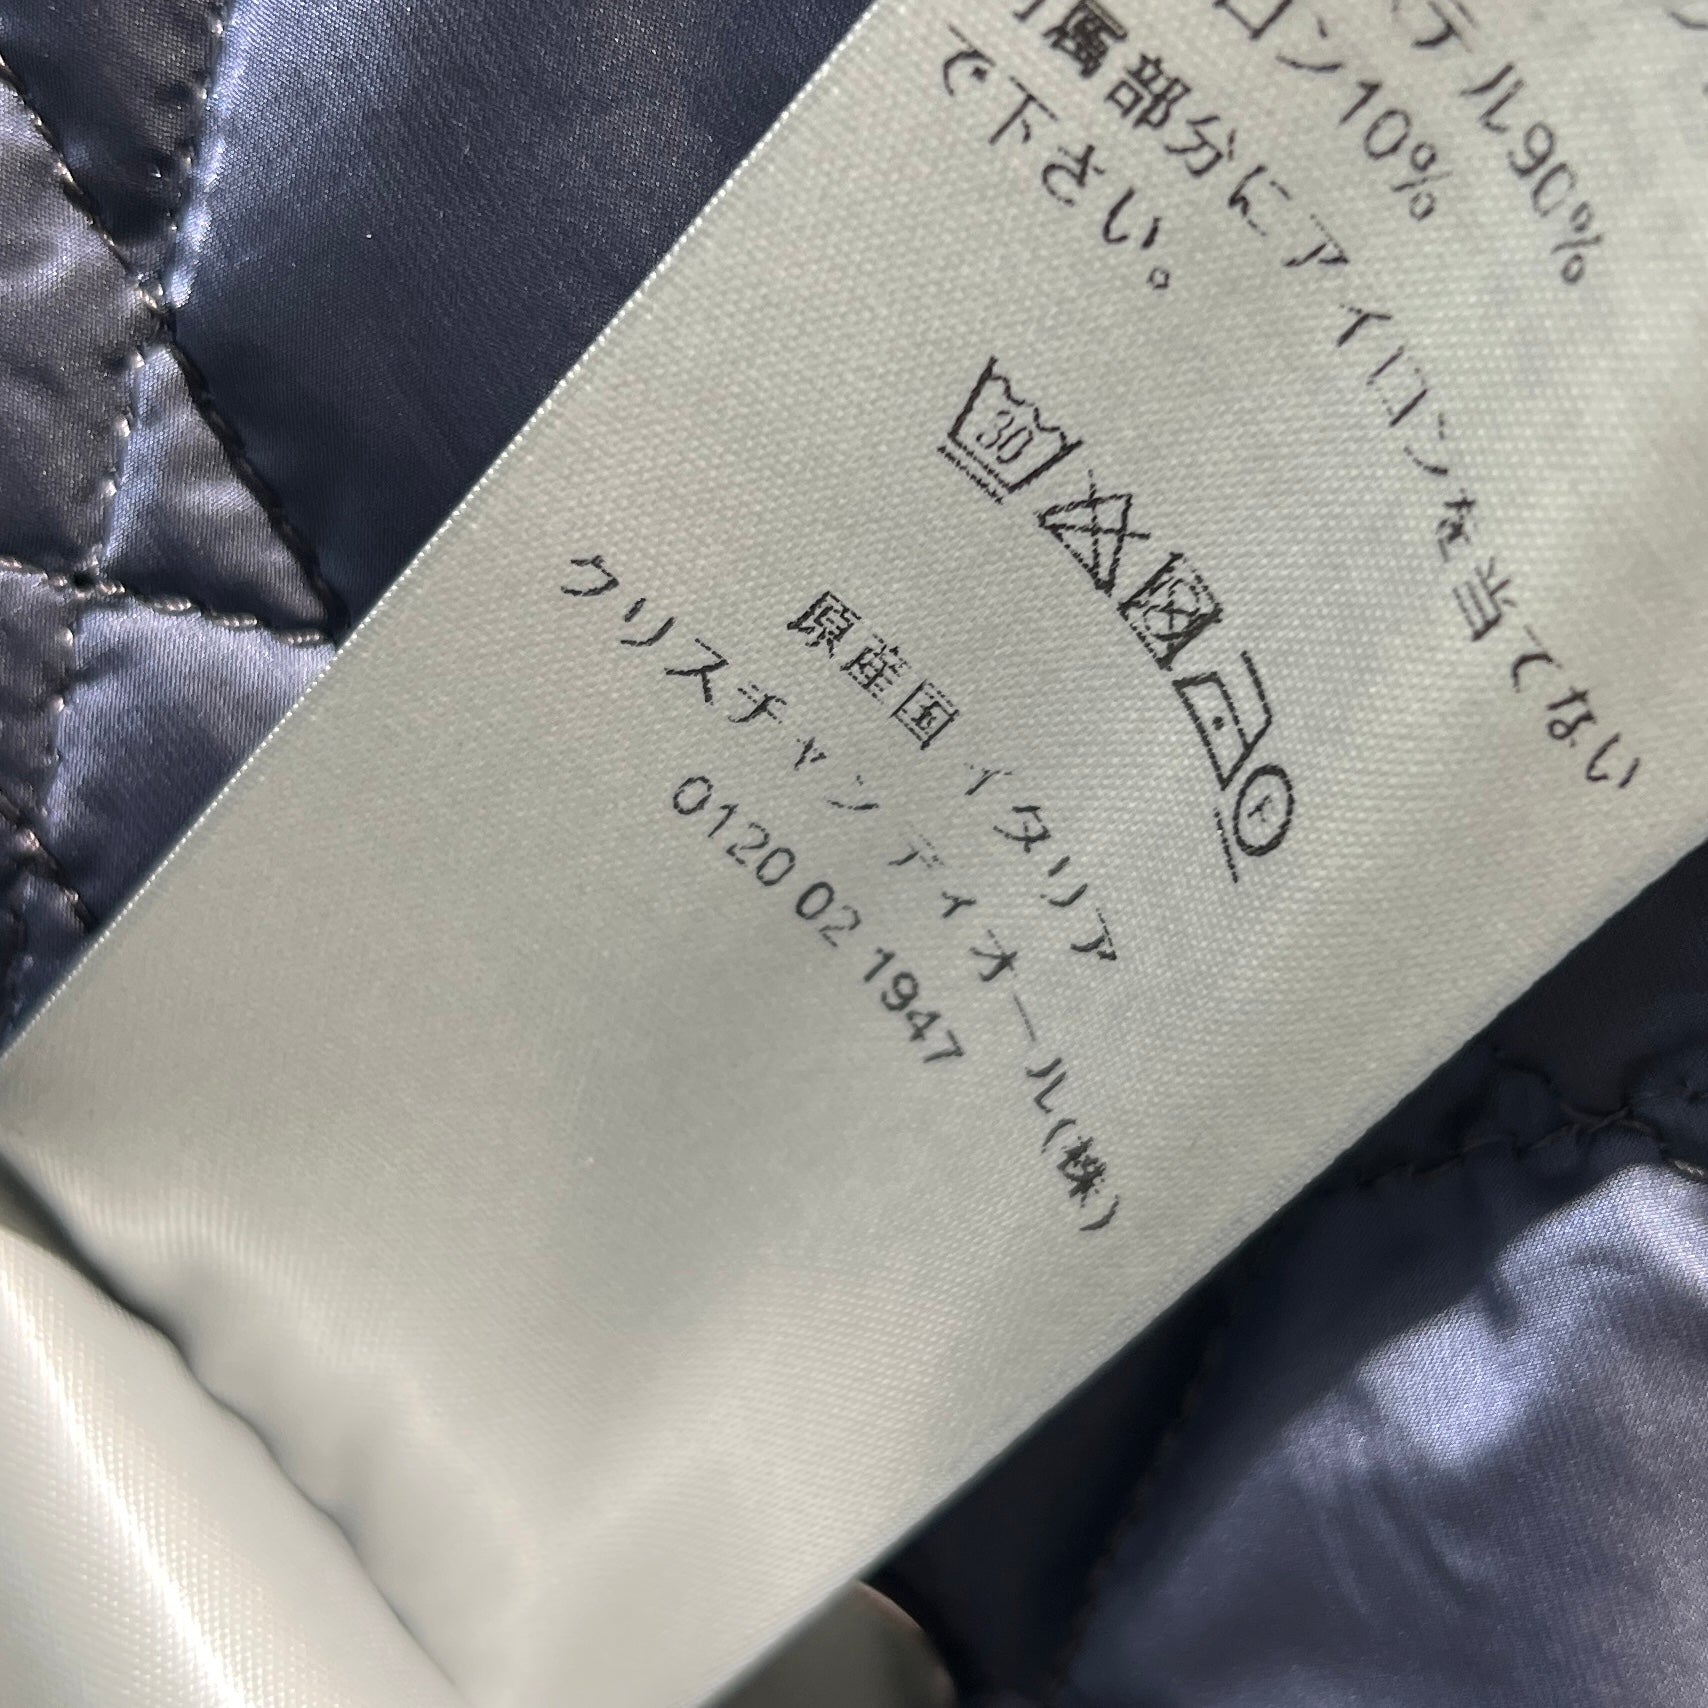 ステル90%
ロン10%
付属部分にアイロンを当てない
で下さい。
30
F
原産国 イタリア
クリスチャン ディオール(株)
0120 02 1947